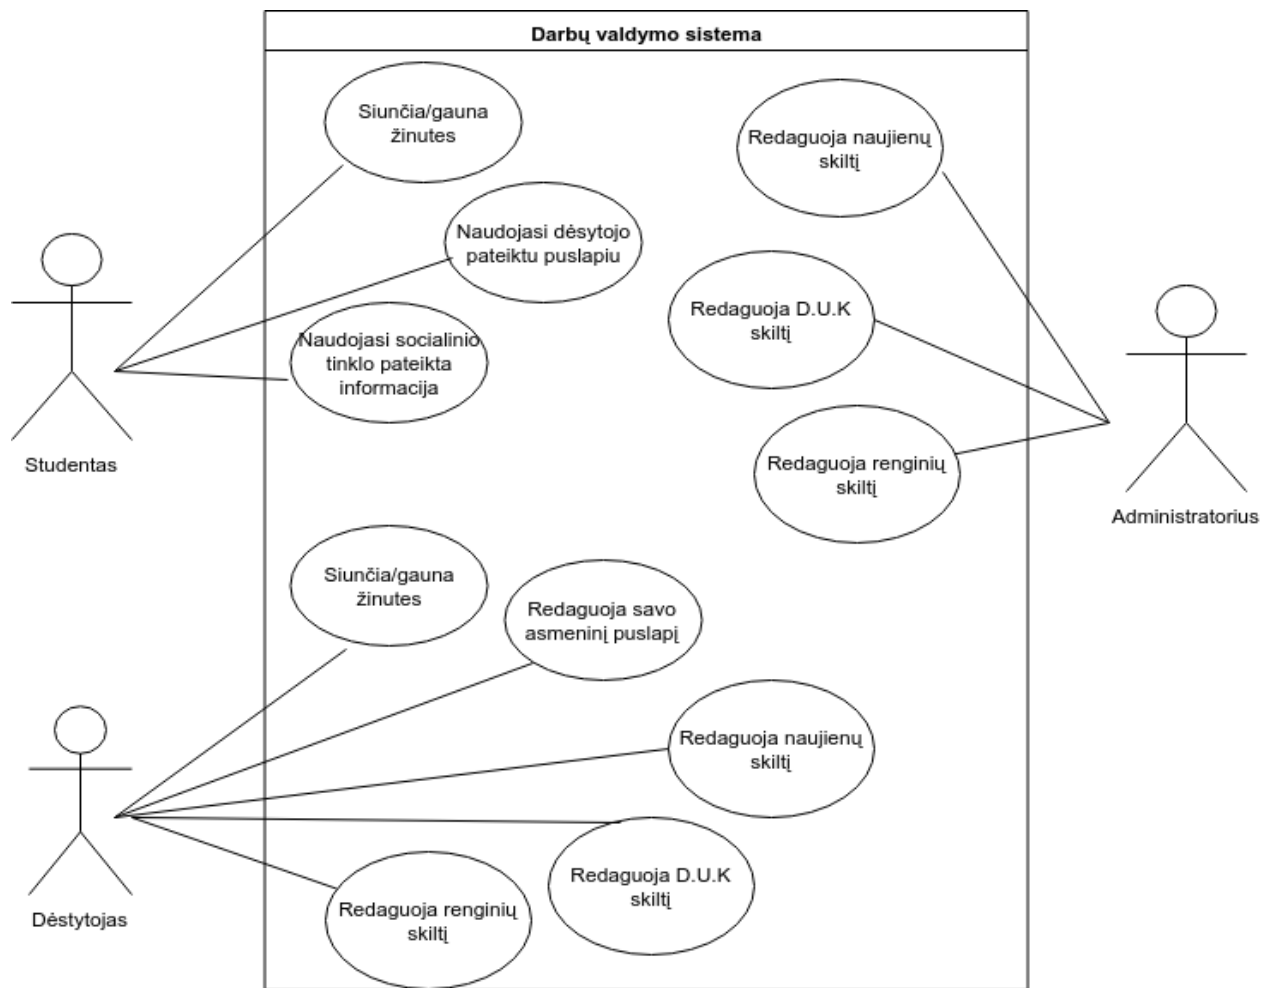 Darbų valdymo sistema
Siunčia/gauna
žinutes
Redaguoja naujienų
skiltį
Naudojasi dėsytojo
pateiktu puslapiu
Redaguoja D.U.K
skiltį
Naudojasi socialinio
tinklo pateikta
informacija
Studentas
Redaguoja renginių
skiltį
Administratorius
Siunčia/gauna
žinutes
Redaguoja savo
asmeninį puslapį
Redaguoja naujienų
skiltį
Redaguoja D.U.K
skiltį
Redaguoja renginių
skiltį
Dėstytojas